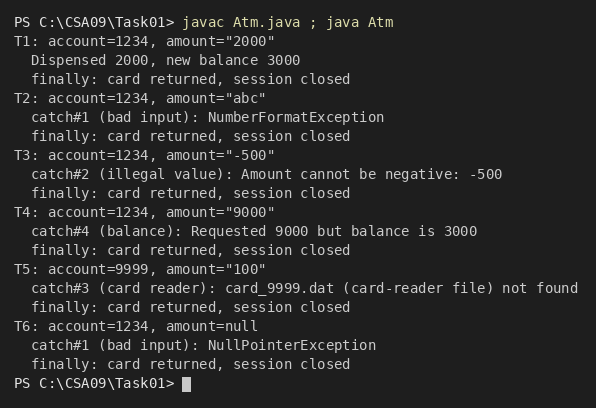 PS C:\CSA09\Task01> javac Atm.java ; java Atm
T1: account=1234, amount="2000"
  Dispensed 2000, new balance 3000
  finally: card returned, session closed
T2: account=1234, amount="abc"
  catch#1 (bad input): NumberFormatException
  finally: card returned, session closed
T3: account=1234, amount="-500"
  catch#2 (illegal value): Amount cannot be negative: -500
  finally: card returned, session closed
T4: account=1234, amount="9000"
  catch#4 (balance): Requested 9000 but balance is 3000
  finally: card returned, session closed
T5: account=9999, amount="100"
  catch#3 (card reader): card_9999.dat (card-reader file) not found
  finally: card returned, session closed
T6: account=1234, amount=null
  catch#1 (bad input): NullPointerException
  finally: card returned, session closed
PS C:\CSA09\Task01>